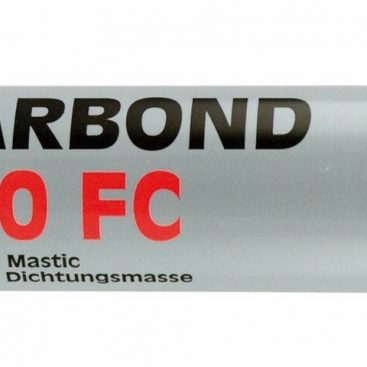 ARBOND
0 FC
Mastic
Dichtungsmasse